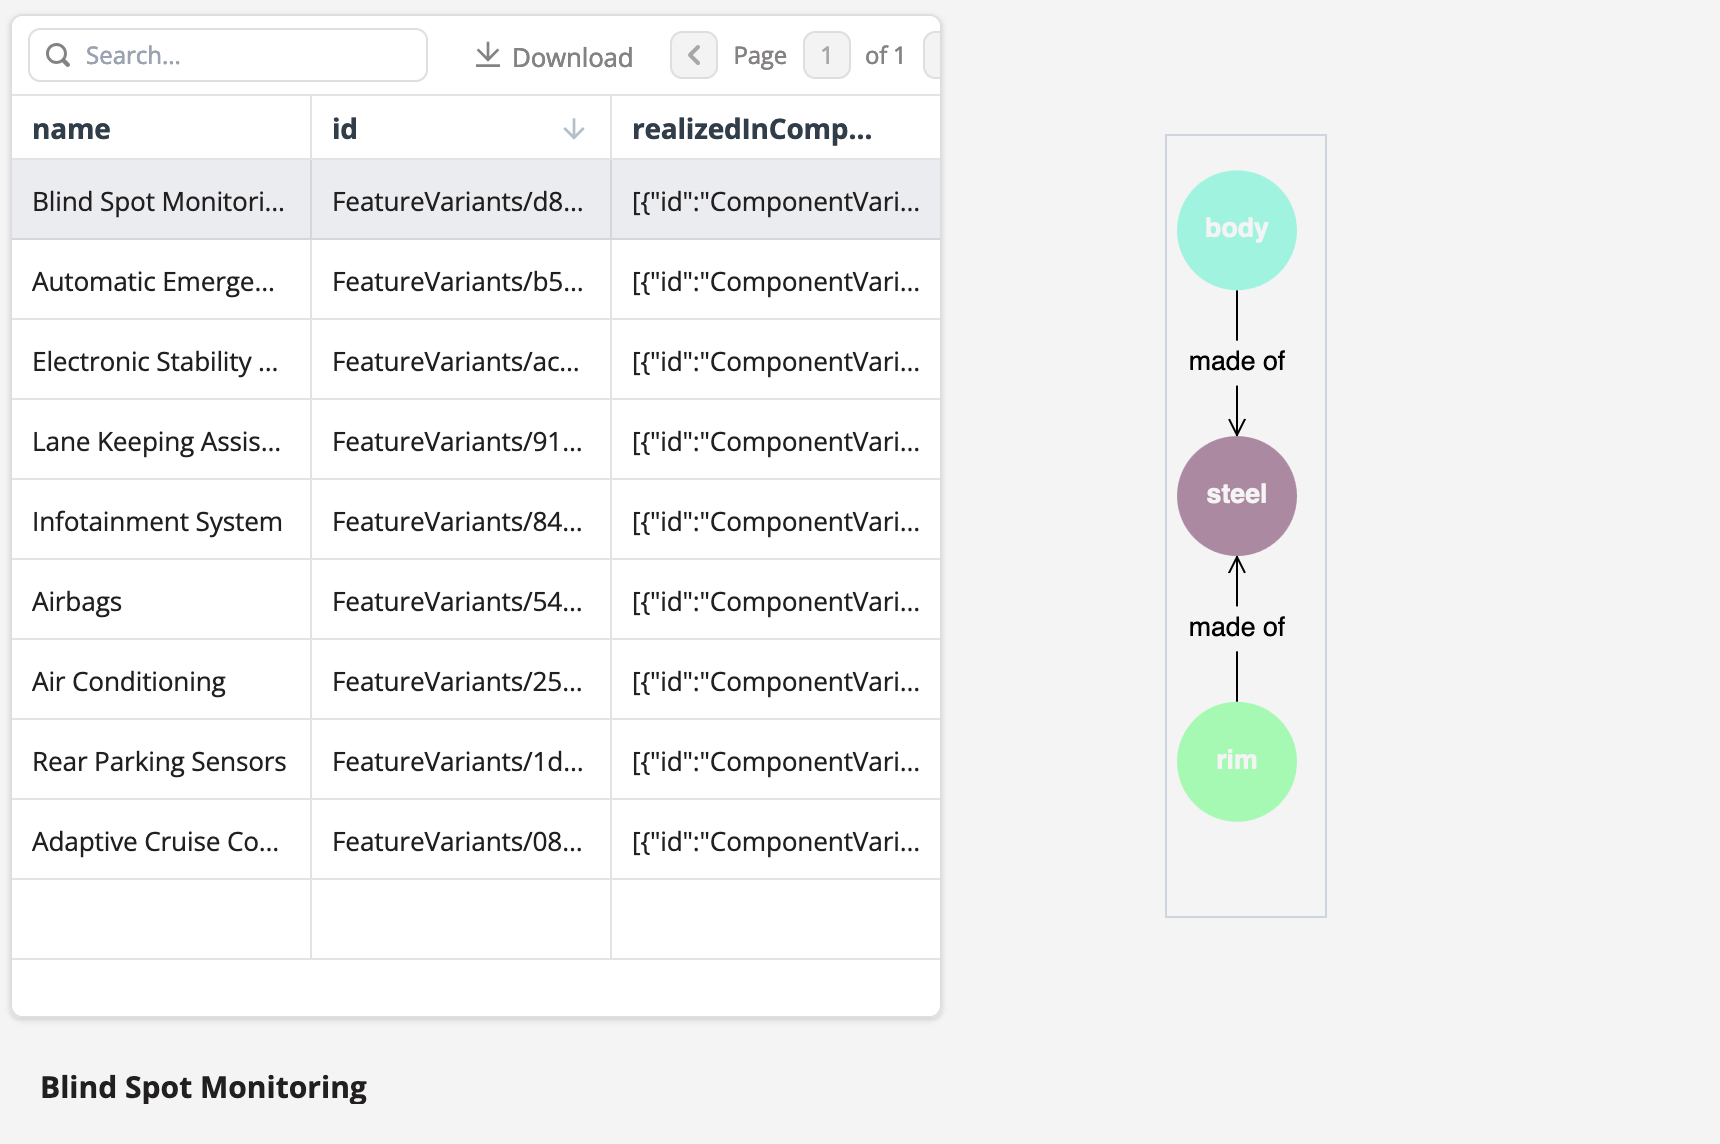 Search...
Download
Page 1 of 1
name id realizedInComp...
Blind Spot Monitori... FeatureVariants/d8... [{"id":"ComponentVari...
Automatic Emerge... FeatureVariants/b5... [{"id":"ComponentVari...
Electronic Stability ... FeatureVariants/ac... [{"id":"ComponentVari...
Lane Keeping Assis... FeatureVariants/91... [{"id":"ComponentVari...
Infotainment System FeatureVariants/84... [{"id":"ComponentVari...
Airbags FeatureVariants/54... [{"id":"ComponentVari...
Air Conditioning FeatureVariants/25... [{"id":"ComponentVari...
Rear Parking Sensors FeatureVariants/1d... [{"id":"ComponentVari...
Adaptive Cruise Co... FeatureVariants/08... [{"id":"ComponentVari...
Blind Spot Monitoring
body
made of
steel
made of
rim